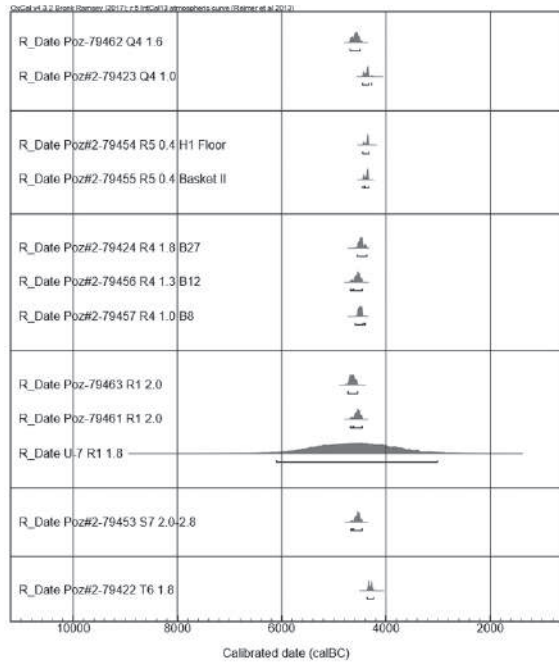 OxCal v4.3.2 Bronk Ramsey (2017); r:5 IntCal13 atmospheric curve (Reimer et al 2013)
R_Date Poz-79462 Q4 1.6
R_Date Poz#2-79423 Q4 1.0
R_Date Poz#2-79454 R5 0.4 H1 Floor
R_Date Poz#2-79455 R5 0.4 Basket II
R_Date Poz#2-79424 R4 1.8 B27
R_Date Poz#2-79456 R4 1.3 B12
R_Date Poz#2-79457 R4 1.0 B8
R_Date Poz-79463 R1 2.0
R_Date Poz-79461 R1 2.0
R_Date U-7 R1 1.8
R_Date Poz#2-79453 S7 2.0-2.8
R_Date Poz#2-79422 T6 1.8
10000 8000 6000 4000 2000
Calibrated date (calBC)